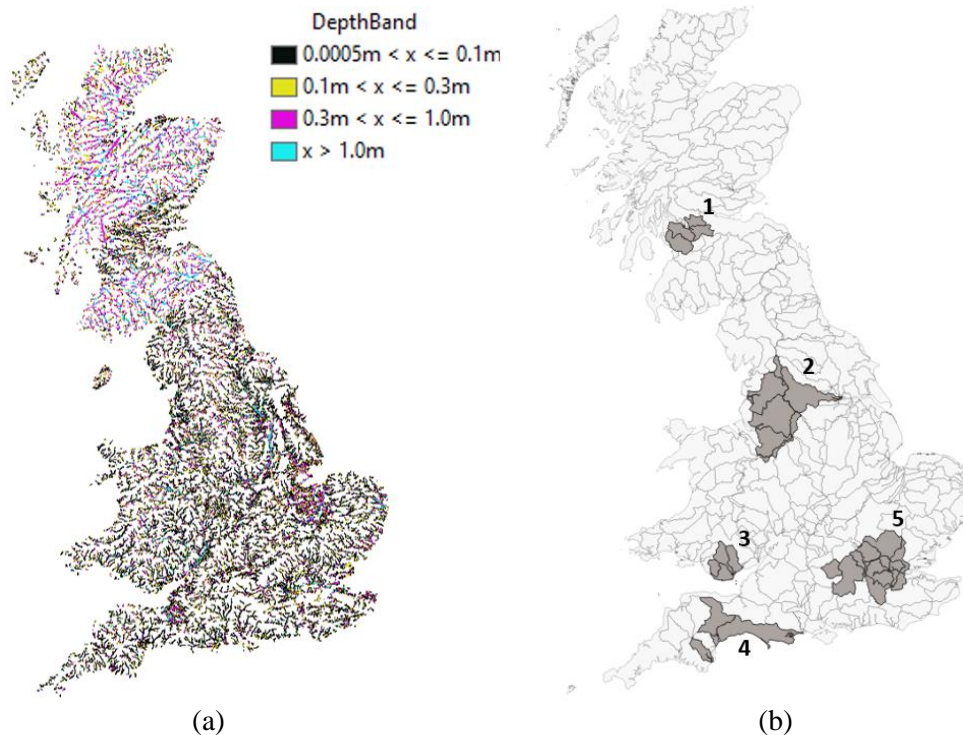 DepthBand
0.0005m < x <= 0.1m
0.1m < x <= 0.3m
0.3m < x <= 1.0m
x > 1.0m
1
2
3
4
5
(a)
(b)